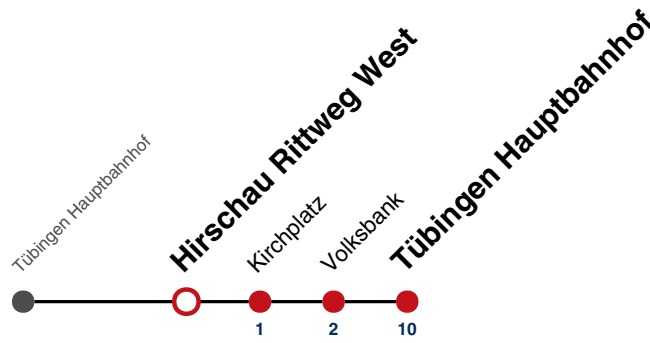 Tübingen Hauptbahnhof
Hirschau Rittweg West
Kirchplatz
Volksbank
Tübingen Hauptbahnhof
1
2
10